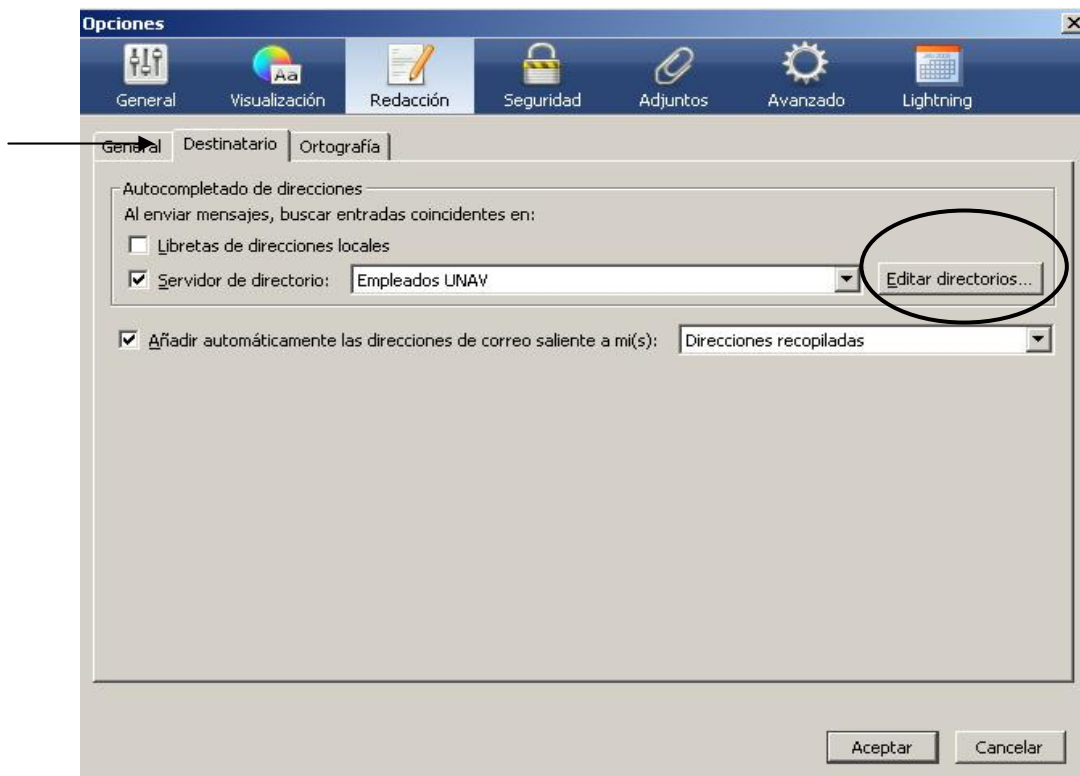 Opciones
General Visualización Redacción Seguridad Adjuntos Avanzado Lightning
General Destinatario Ortografía
Autocompletado de direcciones
Al enviar mensajes, buscar entradas coincidentes en:
Libretas de direcciones locales
Servidor de directorio: Empleados UNAV Editar directorios...
Añadir automáticamente las direcciones de correo saliente a mi(s): Direcciones recopiladas
Aceptar Cancelar